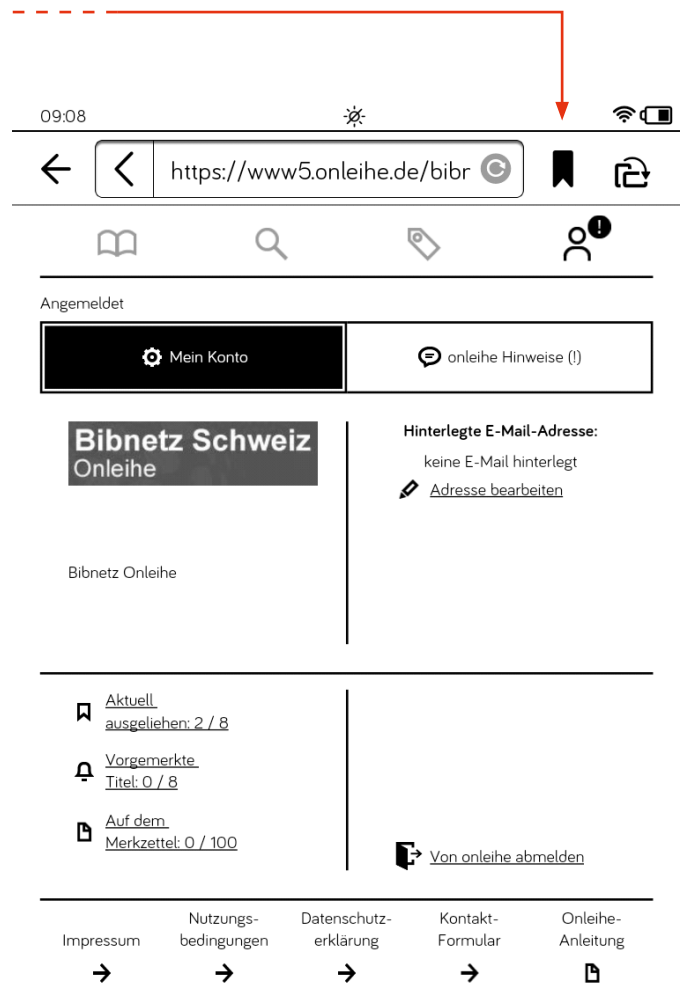 09:08
https://www5.onleihe.de/bibr
Angemeldet
Mein Konto
onleihe Hinweise (!)
Bibnetz Schweiz
Onleihe
Hinterlegte E-Mail-Adresse:
keine E-Mail hinterlegt
Adresse bearbeiten
Bibnetz Onleihe
Aktuell
ausgeliehen: 2 / 8
Vorgemerkte
Titel: 0 / 8
Auf dem
Merkzettel: 0 / 100
Von onleihe abmelden
Impressum
Nutzungs-
bedingungen
Datenschutz-
erklärung
Kontakt-
Formular
Onleihe-
Anleitung